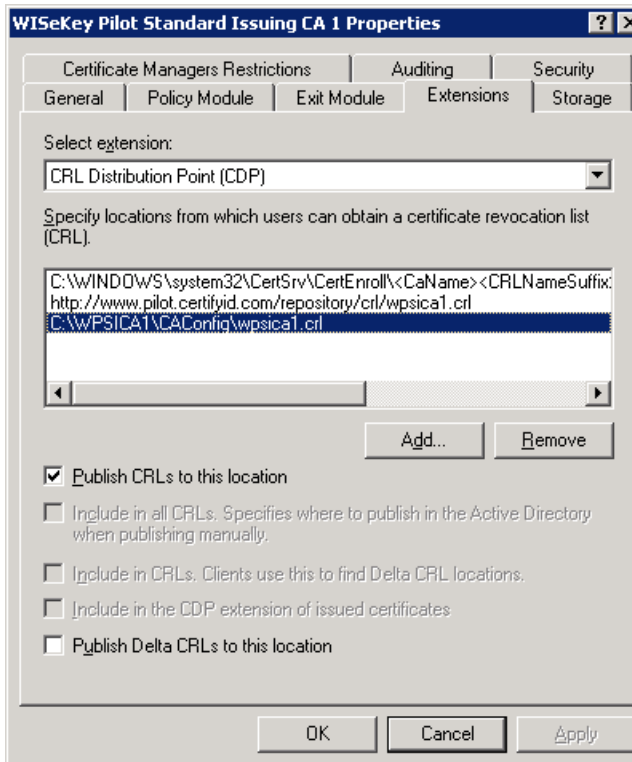 WISeKey Pilot Standard Issuing CA 1 Properties
Certificate Managers Restrictions Auditing Security
General Policy Module Exit Module Extensions Storage
Select extension:
CRL Distribution Point (CDP)
Specify locations from which users can obtain a certificate revocation list
(CRL).
C:\WINDOWS\system32\CertSrv\CertEnroll\<CaName><CRLNameSuffix
http://www.pilot.certifyid.com/repository/crl/wpsica1.crl
C:\WPSICA1\CAConfig\wpsica1.crl
Add... Remove
Publish CRLs to this location
Include in all CRLs. Specifies where to publish in the Active Directory
when publishing manually.
Include in CRLs. Clients use this to find Delta CRL locations.
Include in the CDP extension of issued certificates
Publish Delta CRLs to this location
OK Cancel Apply